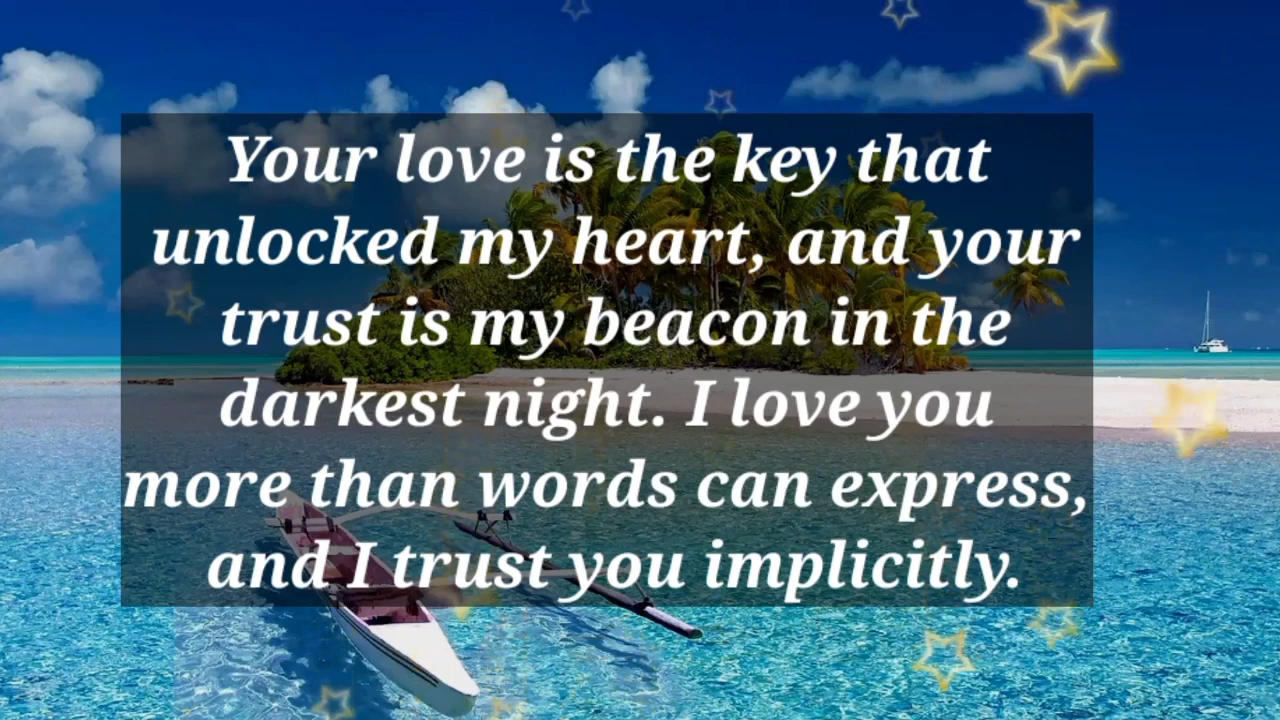 Your love is the key that
unlocked my heart, and your
trust is my beacon in the
darkest night. I love you
more than words can express,
and I trust you implicitly.